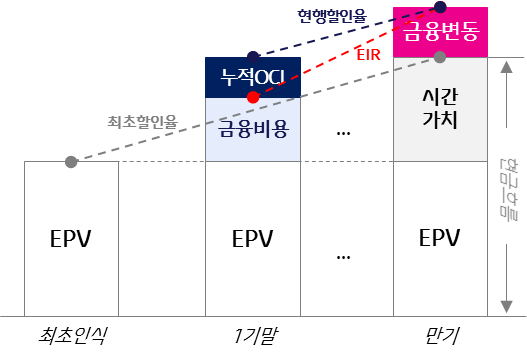 현행할인율
금융변동
EIR
누적OCI
최초할인율
금융비용
...
시간
가치
현금흐름
EPV
EPV
...
EPV
최초인식
1기말
만기